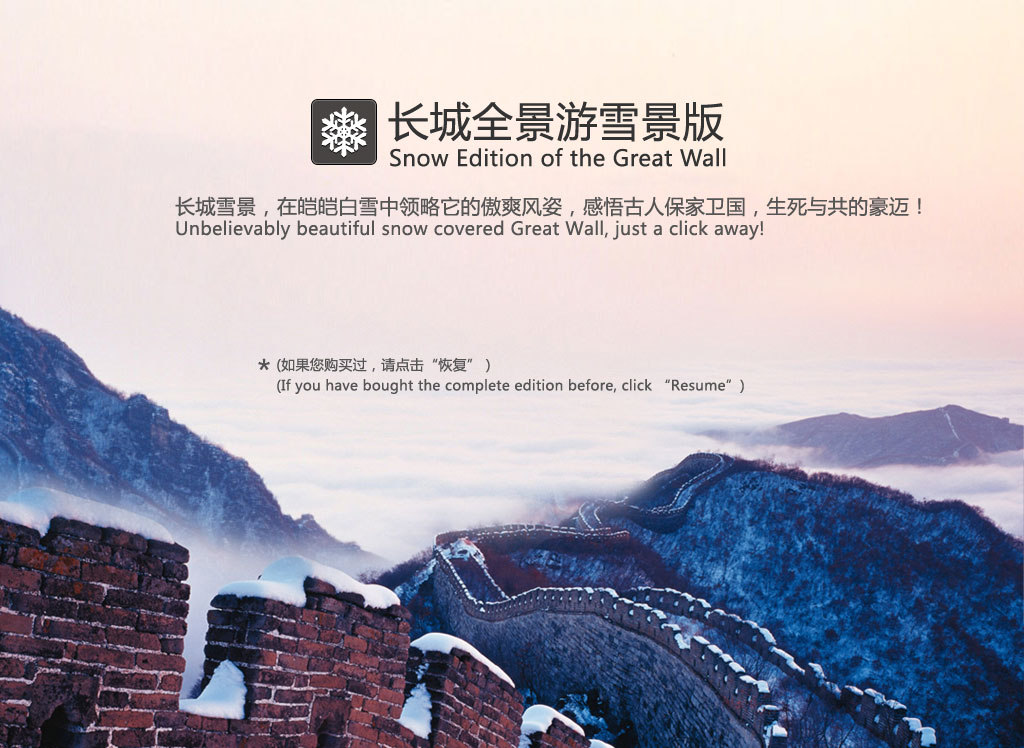 长城全景游雪景版
Snow Edition of the Great Wall
长城雪景，在皑皑白雪中领略它的傲爽风姿，感悟古人保家卫国，生死与共的豪迈！
Unbelievably beautiful snow covered Great Wall, just a click away!
* (如果您购买过，请点击“恢复” )
(If you have bought the complete edition before, click “Resume” )